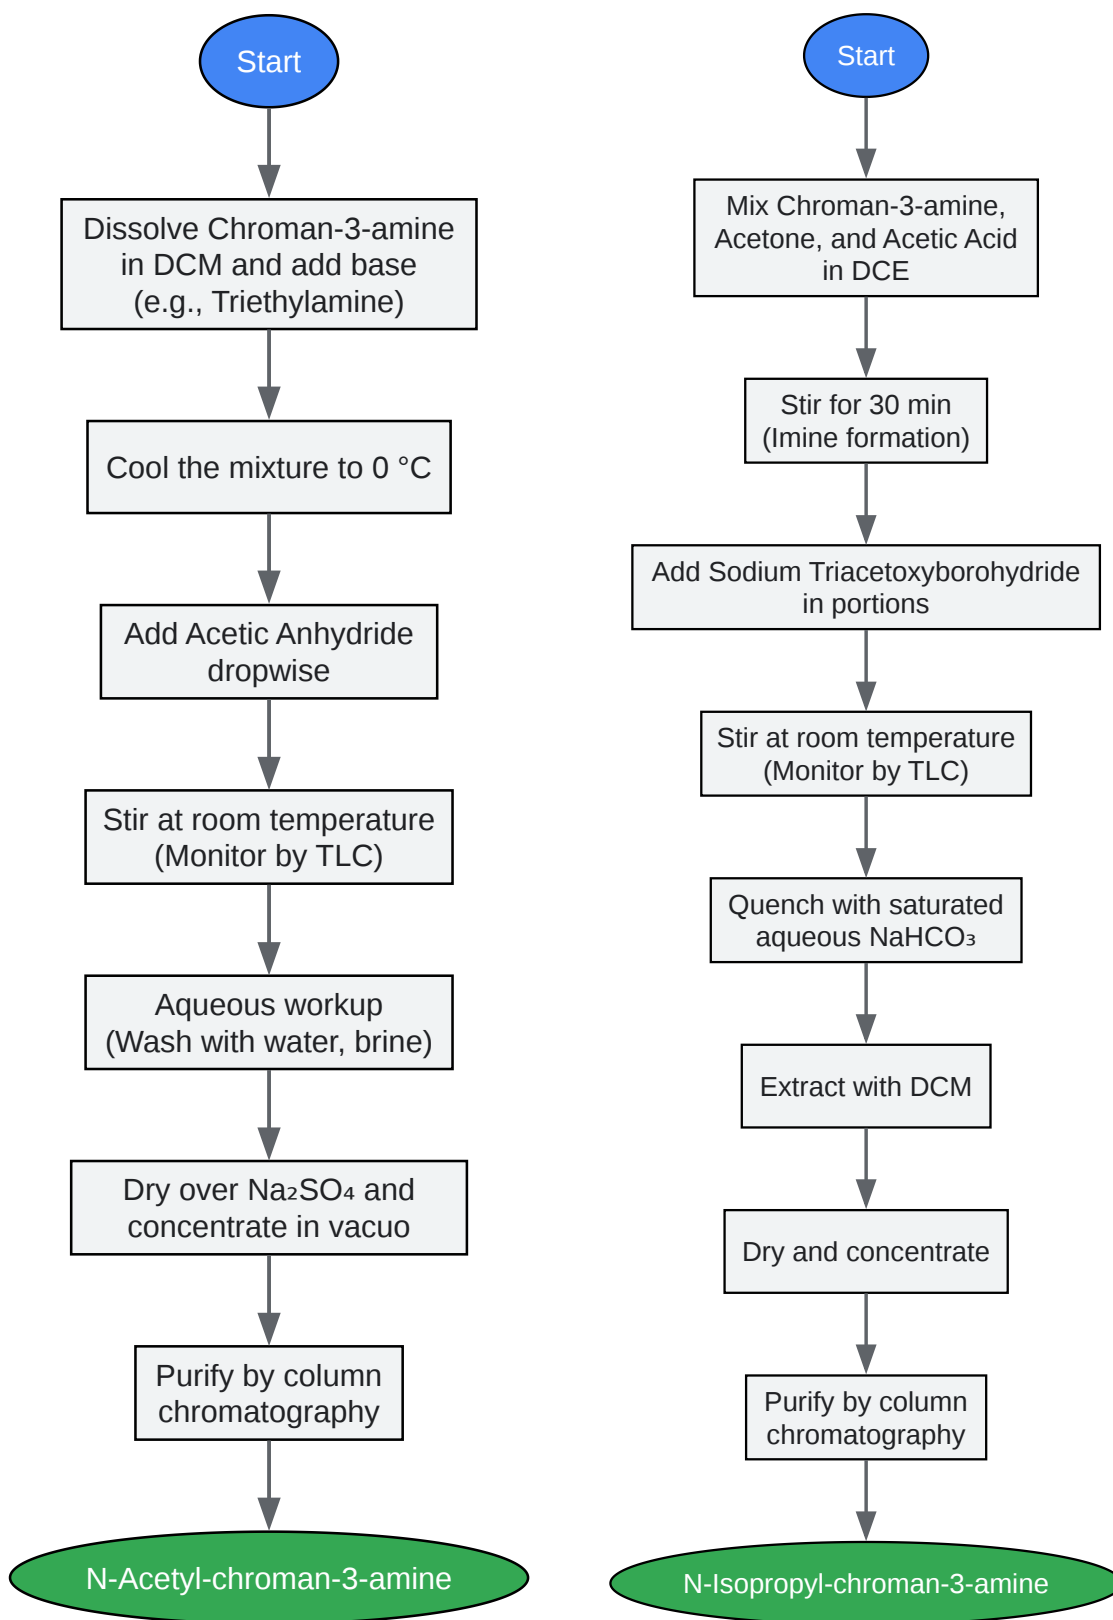 Start
Dissolve Chroman-3-amine
in DCM and add base
(e.g., Triethylamine)
Cool the mixture to 0 °C
Add Acetic Anhydride
dropwise
Stir at room temperature
(Monitor by TLC)
Aqueous workup
(Wash with water, brine)
Dry over Na₂SO₄ and
concentrate in vacuo
Purify by column
chromatography
N-Acetyl-chroman-3-amine
Start
Mix Chroman-3-amine,
Acetone, and Acetic Acid
in DCE
Stir for 30 min
(Imine formation)
Add Sodium Triacetoxyborohydride
in portions
Stir at room temperature
(Monitor by TLC)
Quench with saturated
aqueous NaHCO₃
Extract with DCM
Dry and concentrate
Purify by column
chromatography
N-Isopropyl-chroman-3-amine